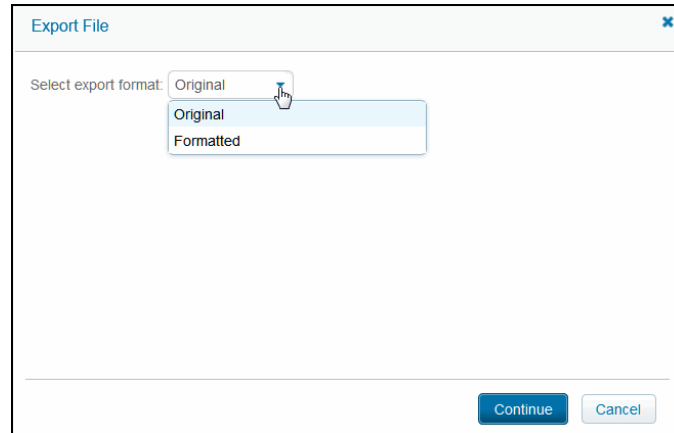 Export File
Select export format: Original
Original
Formatted
Continue Cancel